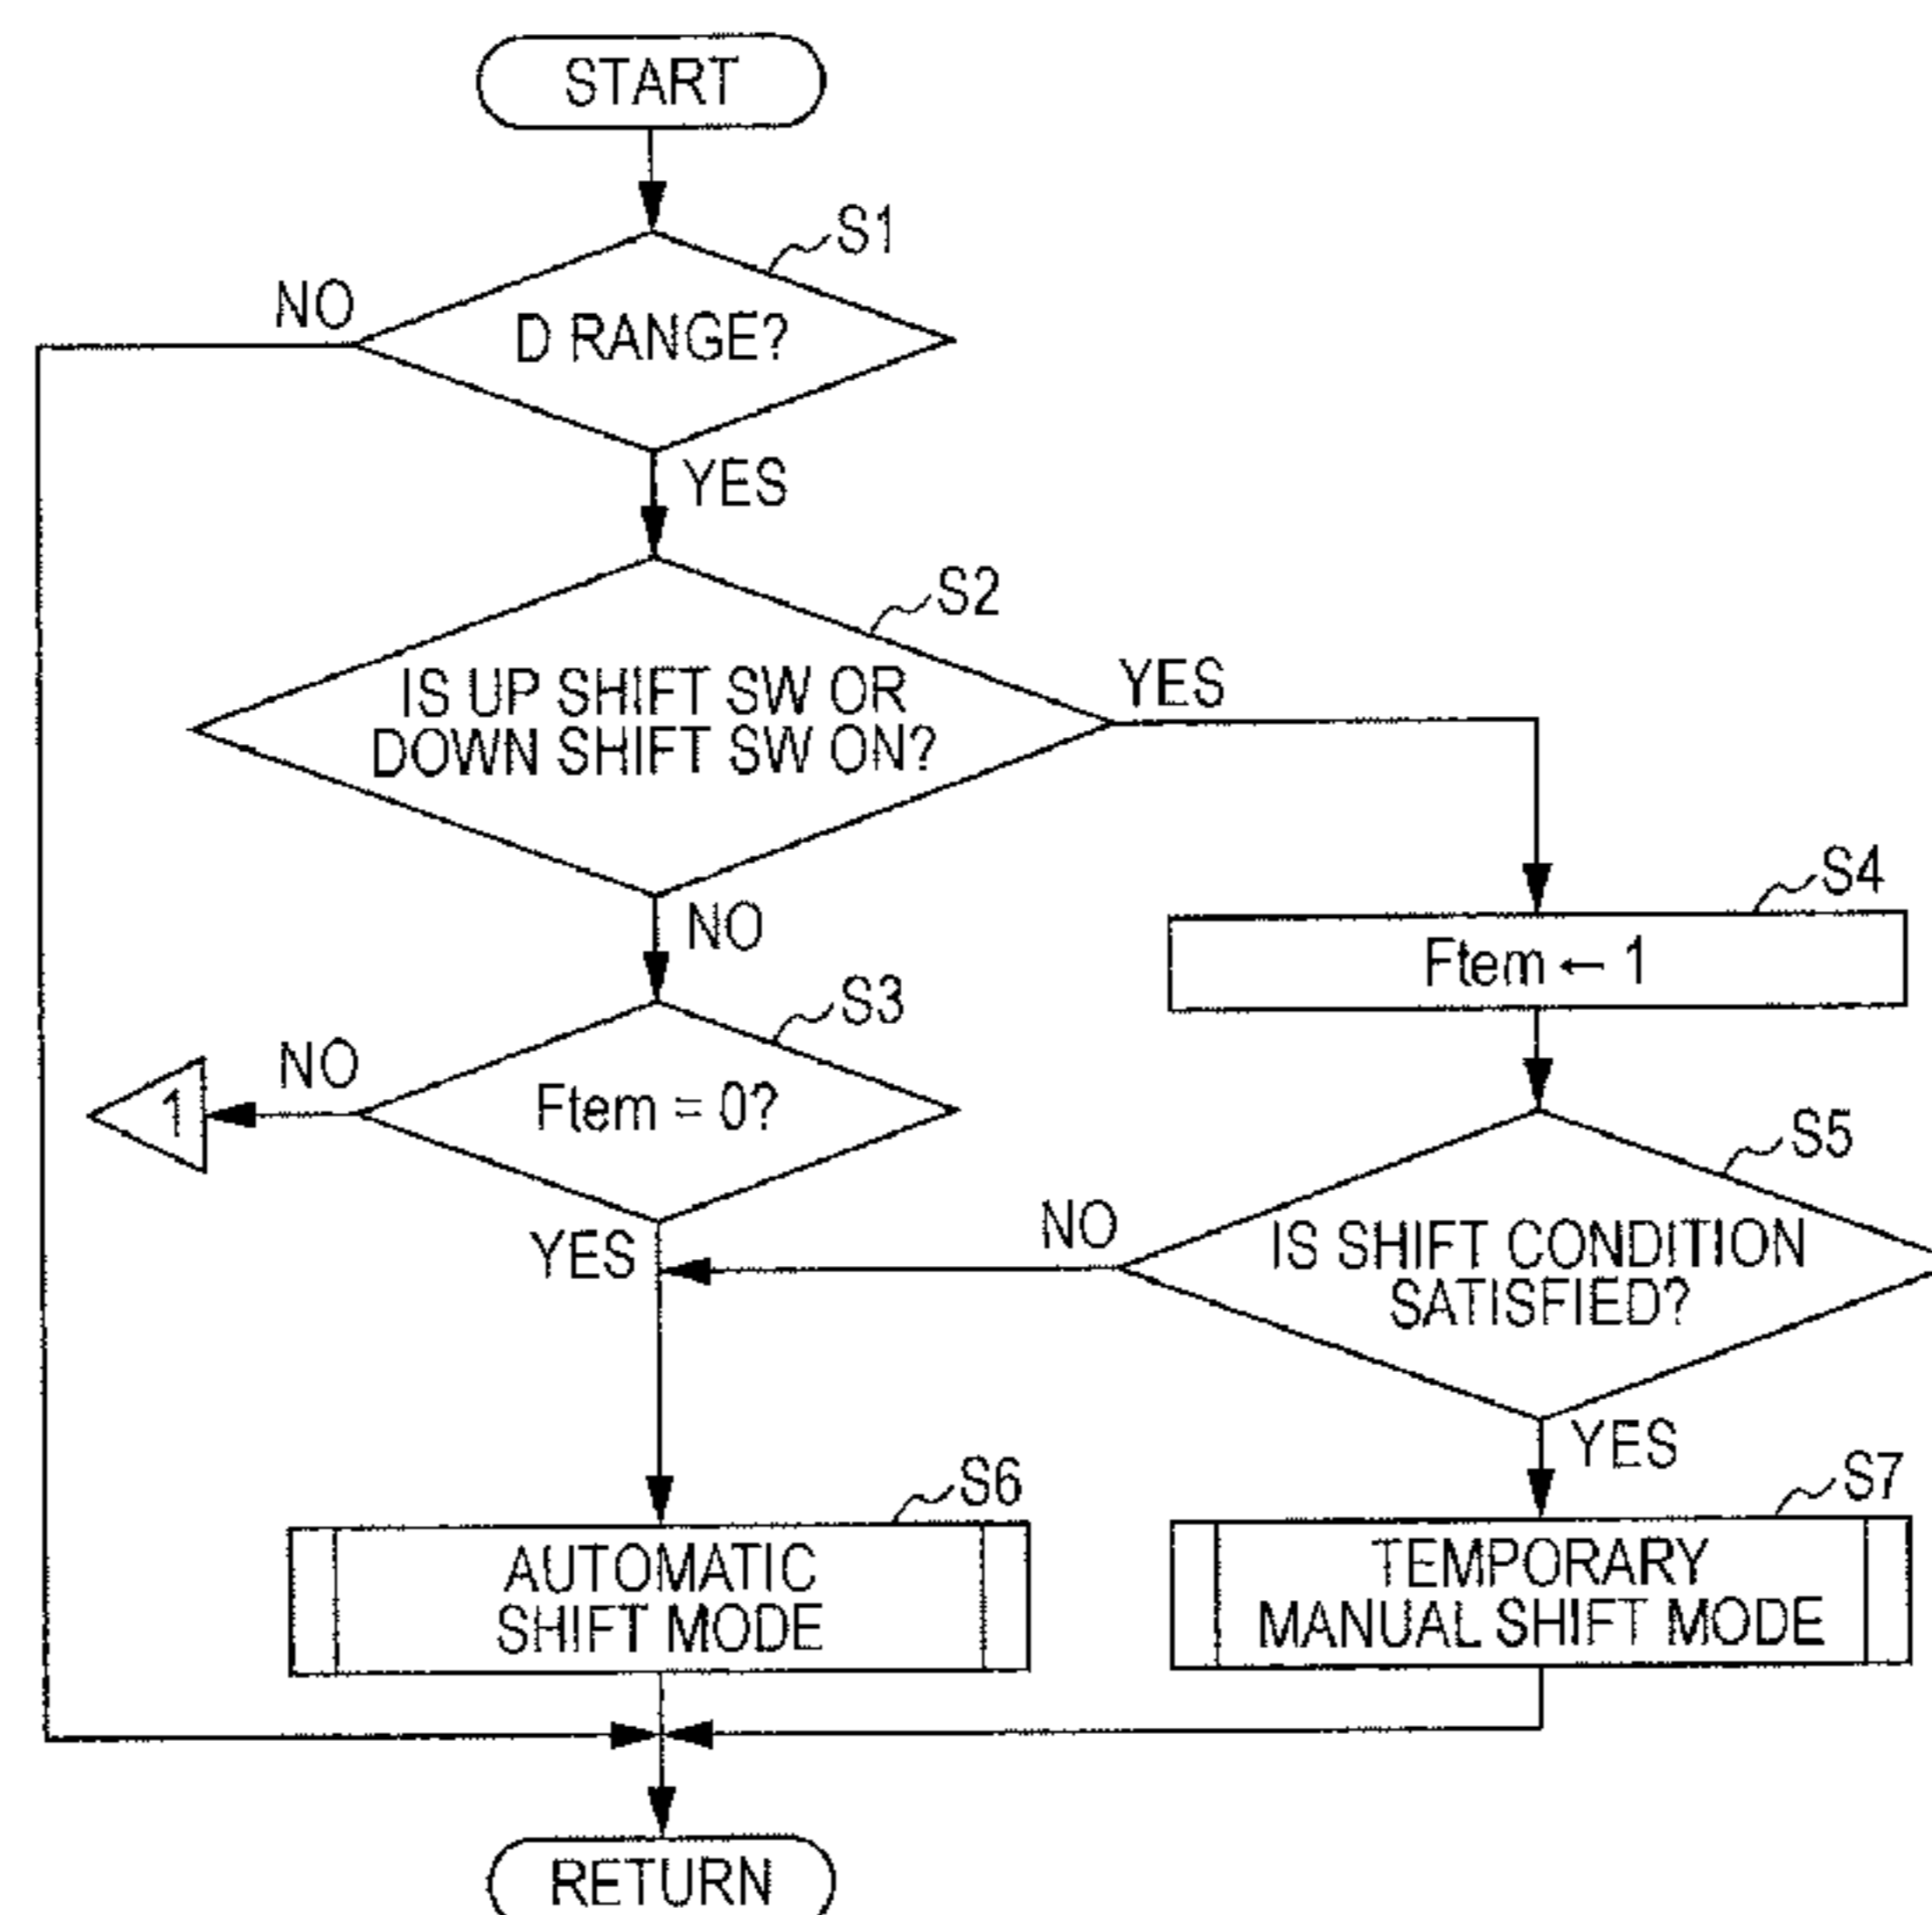 START
S1
NO
D RANGE?
YES
S2
IS UP SHIFT SW OR
DOWN SHIFT SW ON?
YES
NO
S4
Ftem ← 1
S3
NO
1
Ftem = 0?
YES
S5
NO
IS SHIFT CONDITION
SATISFIED?
YES
S6
AUTOMATIC
SHIFT MODE
S7
TEMPORARY
MANUAL SHIFT MODE
RETURN